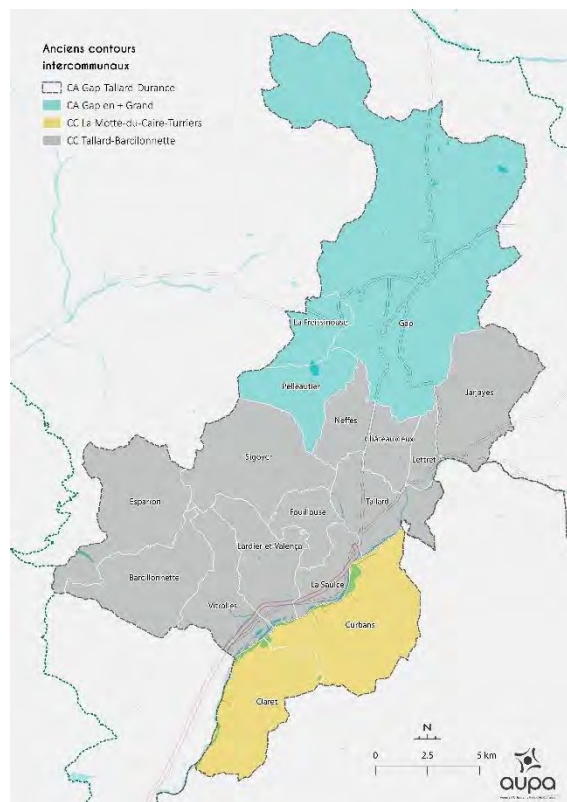 Anciens contours
intercommunaux
CA Gap-Tallard-Durance
CA Gap en + Grand
CC La Motte-du-Caire-Turriers
CC Tallard-Barcillonnette
La Freissinouse
Gap
Pelleautier
Jarjayes
Neffes
Châteauvieux
Lettret
Sigoyer
Tallard
Esparron
Fouillouse
Lardier et Valença
Barcillonnette
La Saulce
Vitrolles
Curbans
Claret
N
0 2.5 5 km
aupa